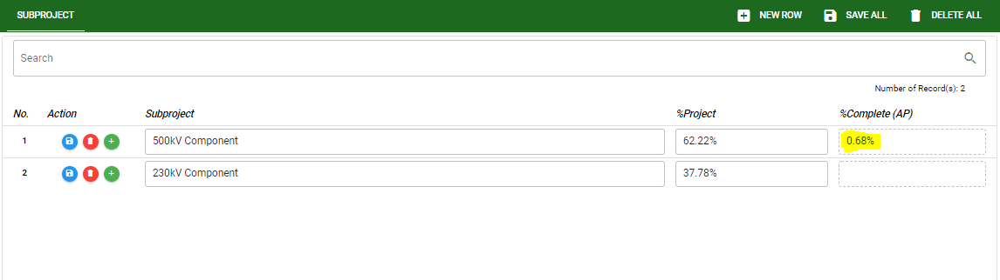 SUBPROJECT NEW ROW SAVE ALL DELETE ALL
Search
Number of Record(s): 2
No. Action Subproject %Project %Complete (AP)
1 500kV Component 62.22% 0.68%
2 230kV Component 37.78%